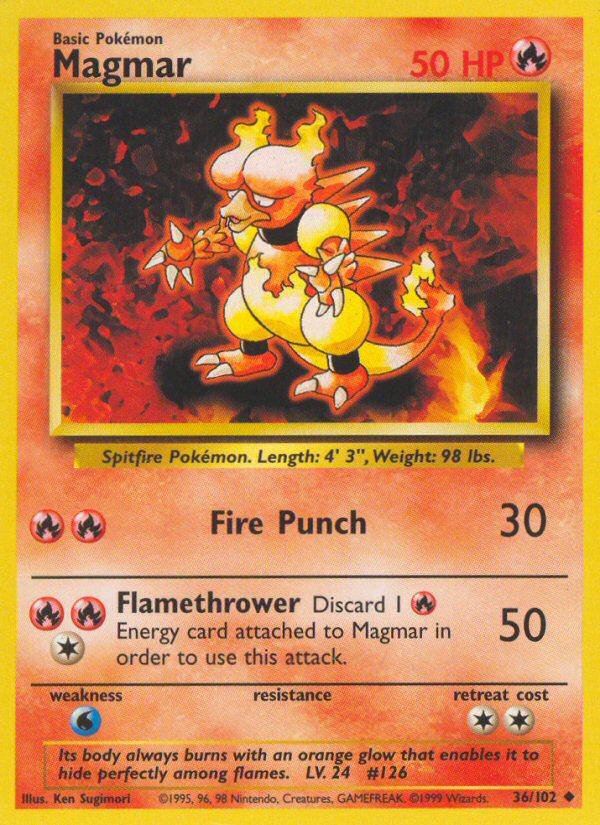 Basic Pokémon
Magmar 50 HP
Spitfire Pokémon. Length: 4' 3", Weight: 98 lbs.
Fire Punch 30
Flamethrower Discard 1
Energy card attached to Magmar in
order to use this attack.
50
weakness resistance retreat cost
Its body always burns with an orange glow that enables it to
hide perfectly among flames. LV. 24 #126
Illus. Ken Sugimori ©1995, 96, 98 Nintendo, Creatures, GAMEFREAK. ©1999 Wizards. 36/102